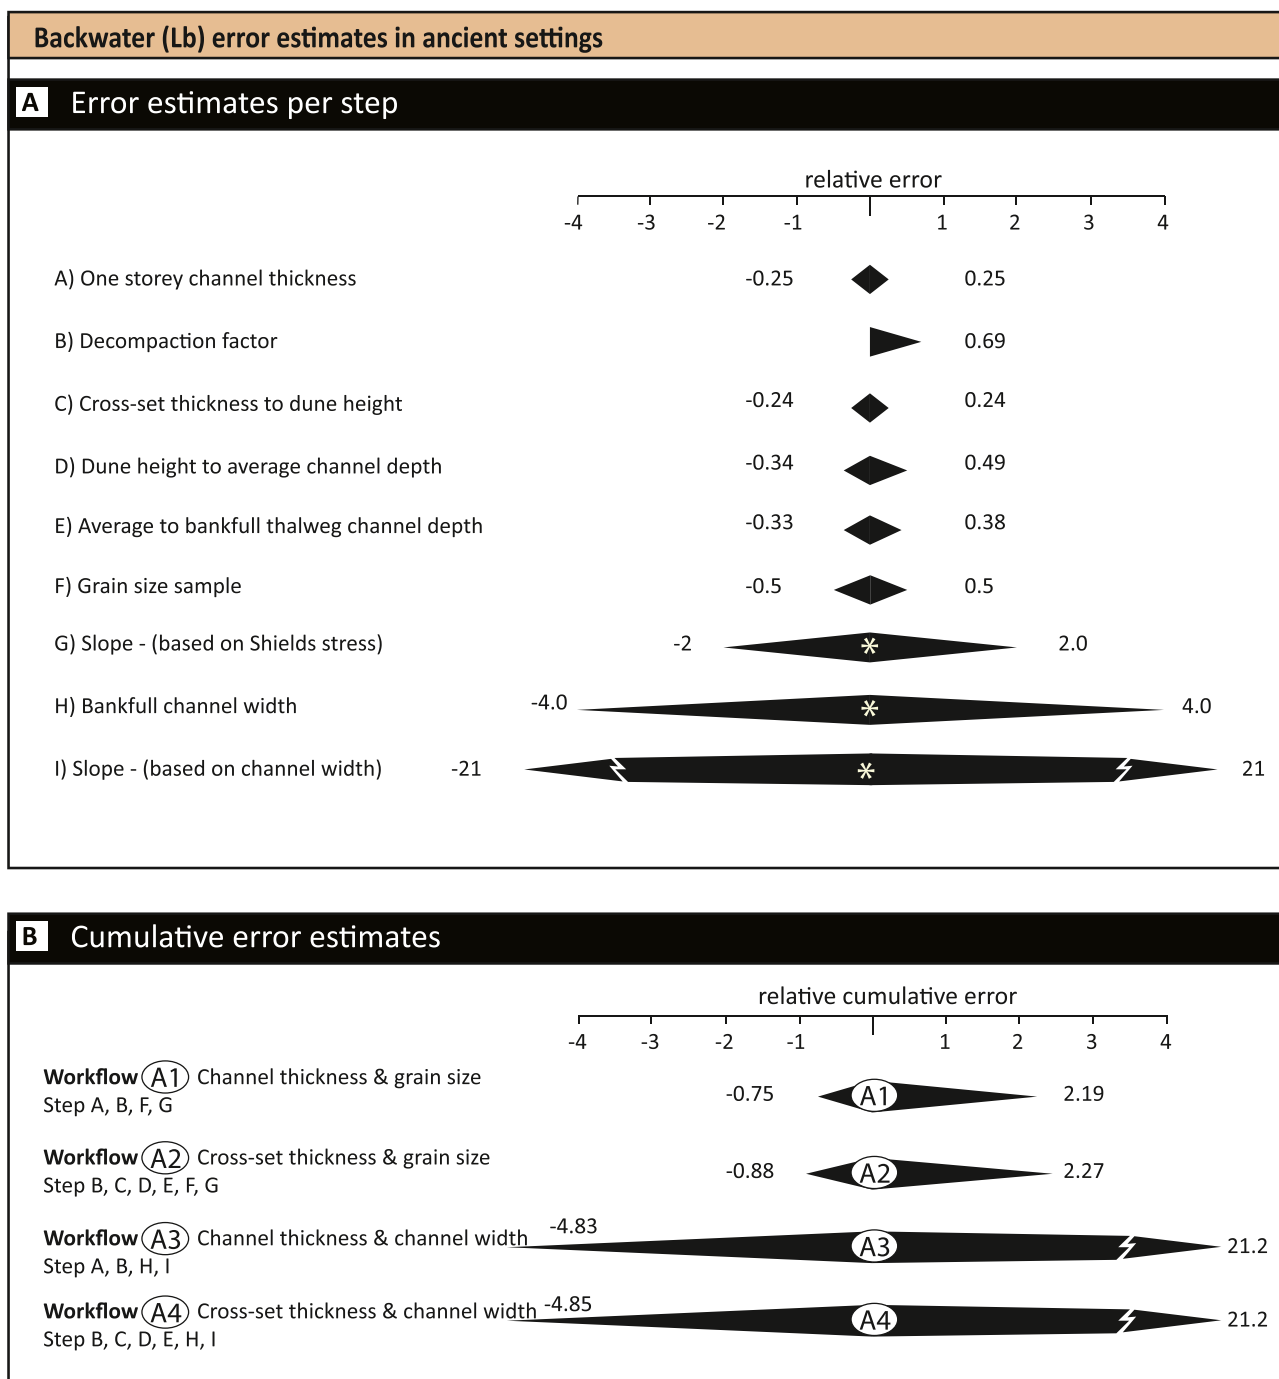 Backwater (Lb) error estimates in ancient settings
A Error estimates per step
relative error
-4 -3 -2 -1 1 2 3 4
A) One storey channel thickness -0.25 0.25
B) Decompaction factor 0.69
C) Cross-set thickness to dune height -0.24 0.24
D) Dune height to average channel depth -0.34 0.49
E) Average to bankfull thalweg channel depth -0.33 0.38
F) Grain size sample -0.5 0.5
G) Slope - (based on Shields stress) -2 * 2.0
H) Bankfull channel width -4.0 * 4.0
I) Slope - (based on channel width) -21 * 21
B Cumulative error estimates
relative cumulative error
-4 -3 -2 -1 1 2 3 4
Workflow A1 Channel thickness & grain size
Step A, B, F, G
-0.75 A1 2.19
Workflow A2 Cross-set thickness & grain size
Step B, C, D, E, F, G
-0.88 A2 2.27
Workflow A3 Channel thickness & channel width
Step A, B, H, I
-4.83 A3 21.2
Workflow A4 Cross-set thickness & channel width
Step B, C, D, E, H, I
-4.85 A4 21.2